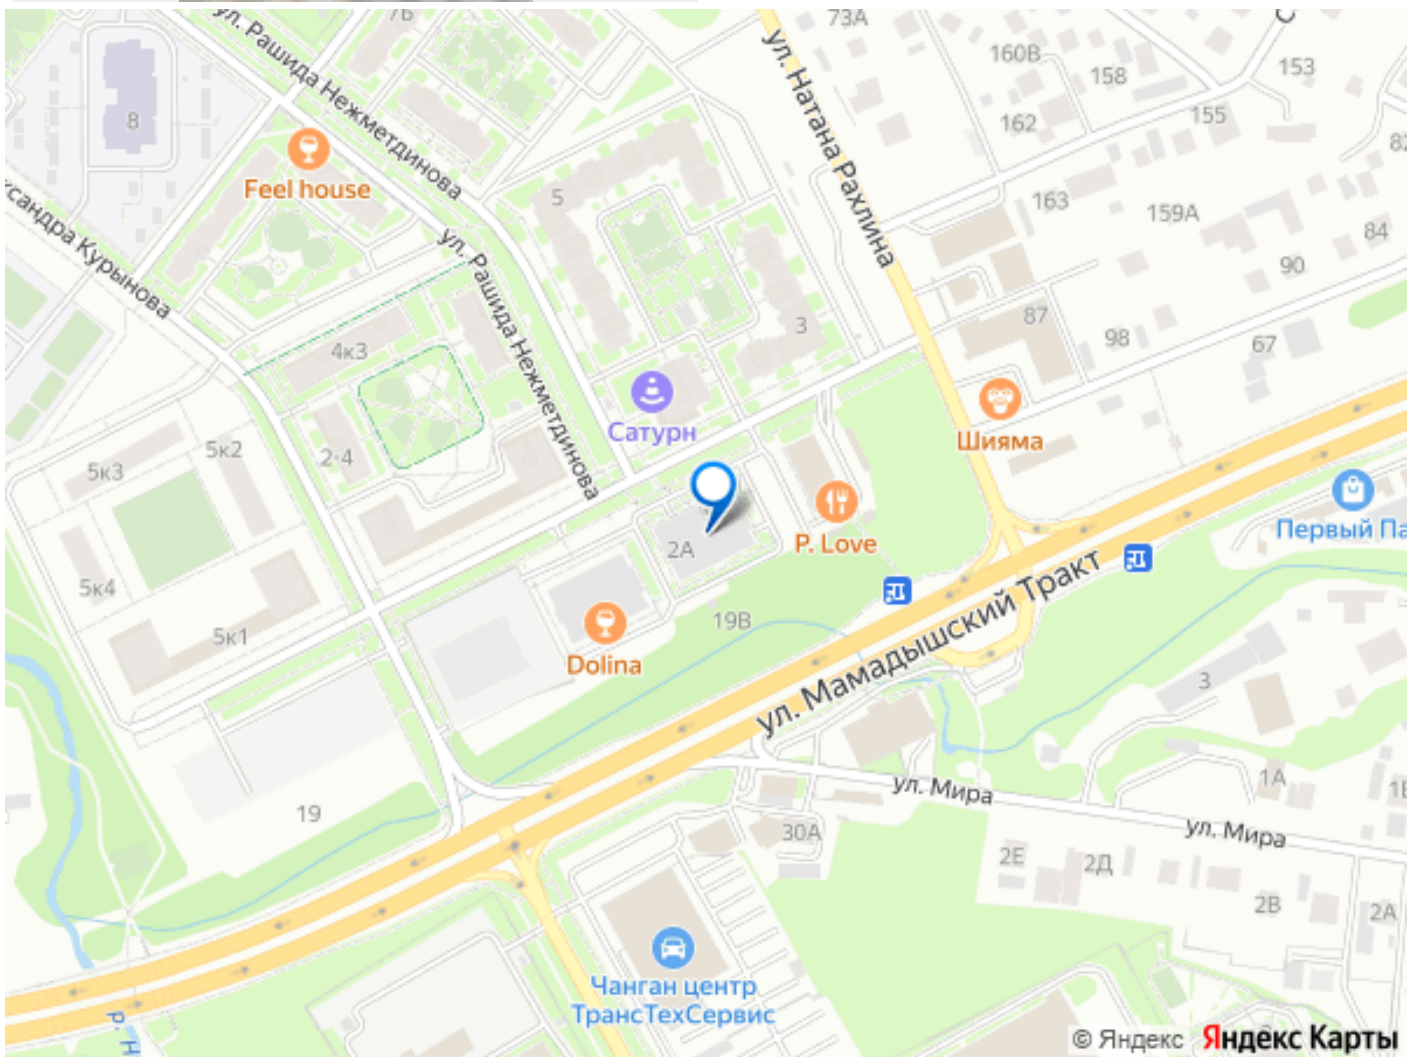 7Б
73А
ул. Рашида Нежметдинова
ул. Натана Рахлина
160В
158
153
162
155
8
82
Feel house
5
163
159А
ксандра Курынова
84
ул. Рашида Нежметдинова
90
87
3
98
67
4к3
Сатурн
Шияма
5к2
2-4
5к3
Первый Па
P. Love
2А
5к4
ул. Мамадышский Тракт
19В
5к1
Dolina
3
1А
ул. Мира
19
30А
ул. Мира
2Е
2Д
2В
2А
Чанган центр
ТрансТехСервис
р. Н
© Яндекс Яндекс Карты